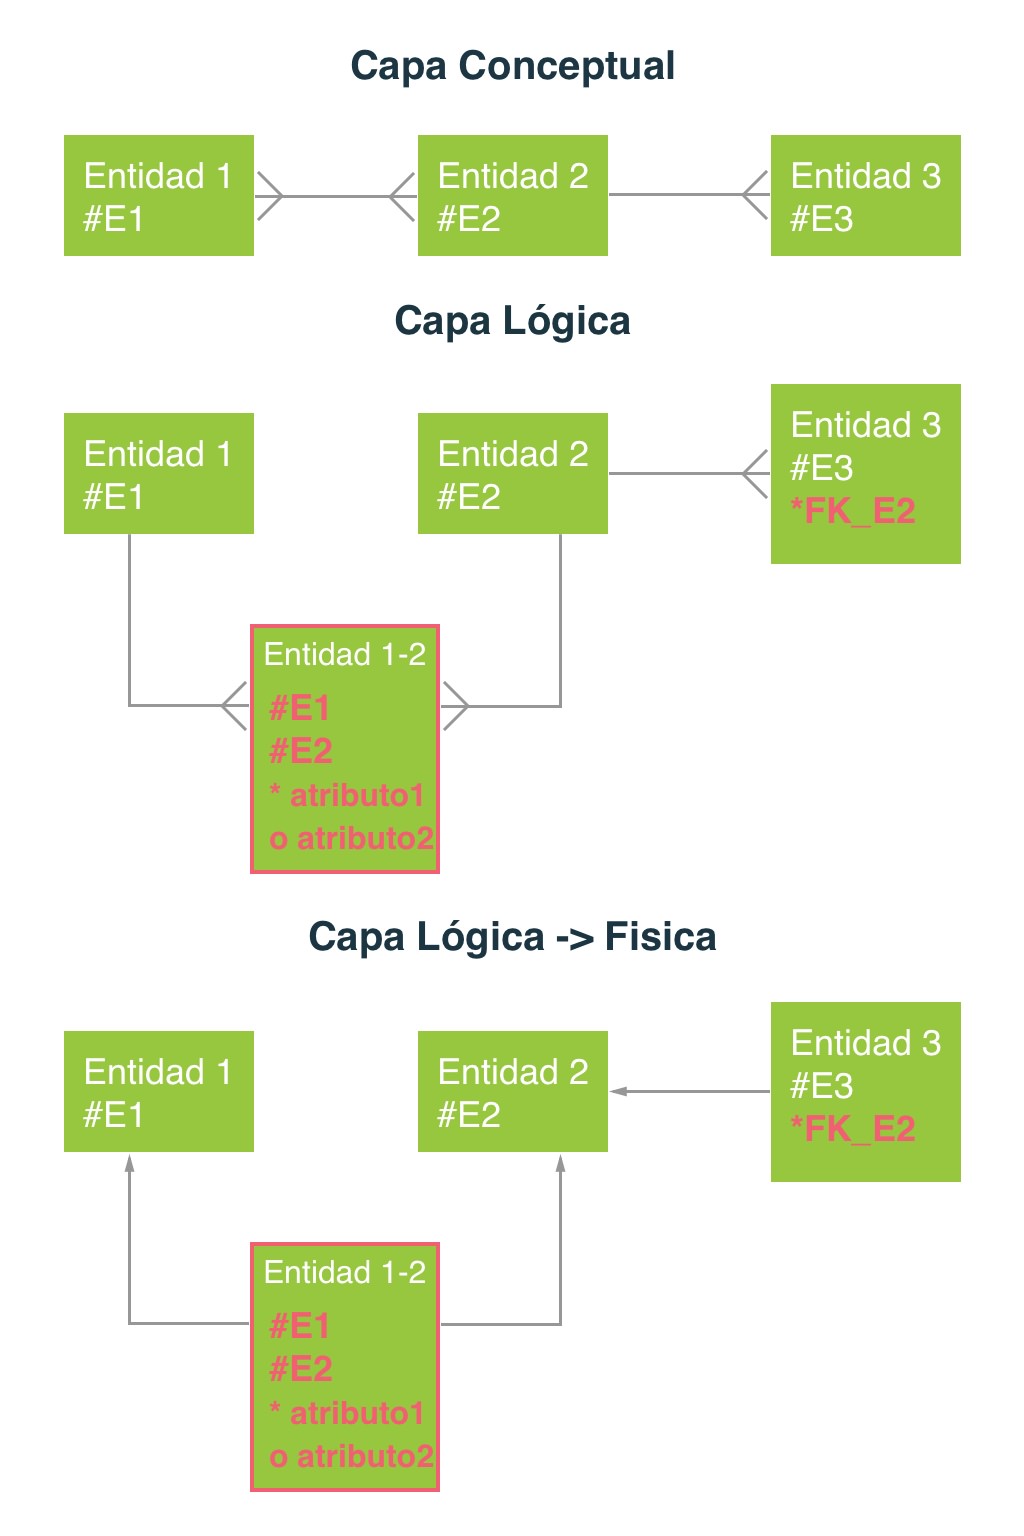 Capa Conceptual
Entidad 1
#E1
Entidad 2
#E2
Entidad 3
#E3
Capa Lógica
Entidad 1
#E1
Entidad 2
#E2
Entidad 3
#E3
*FK_E2
Entidad 1-2
#E1
#E2
* atributo1
o atributo2
Capa Lógica -> Fisica
Entidad 1
#E1
Entidad 2
#E2
Entidad 3
#E3
*FK_E2
Entidad 1-2
#E1
#E2
* atributo1
o atributo2